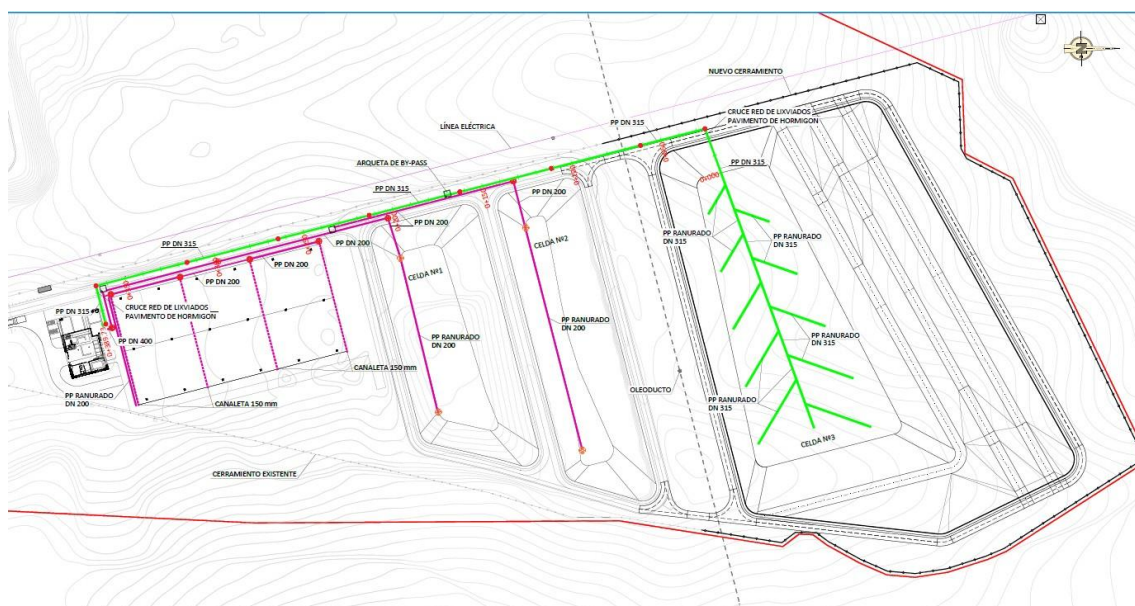 NUEVO CERRAMIENTO
CRUCE RED DE LIXVIADOS
PAVIMENTO DE HORMIGON
PP DN 315
LÍNEA ELÉCTRICA
PP DN 315
ARQUETA DE BY-PASS
PP DN 315
PP DN 200
PP DN 200
PP DN 315
PP DN 200
PP DN 200
PP DN 200
CELDA Nº1
CELDA Nº2
0+000
PP RANURADO
DN 315
PP RANURADO
DN 315
PP DN 315
CRUCE RED DE LIXVIADOS
PAVIMENTO DE HORMIGON
PP DN 400
PP RANURADO
DN 200
PP RANURADO
DN 200
PP RANURADO
DN 200
PP RANURADO
DN 315
CANALETA 150 mm
CANALETA 150 mm
OLEODUCTO
PP RANURADO
DN 315
CELDA Nº3
CERRAMIENTO EXISTENTE